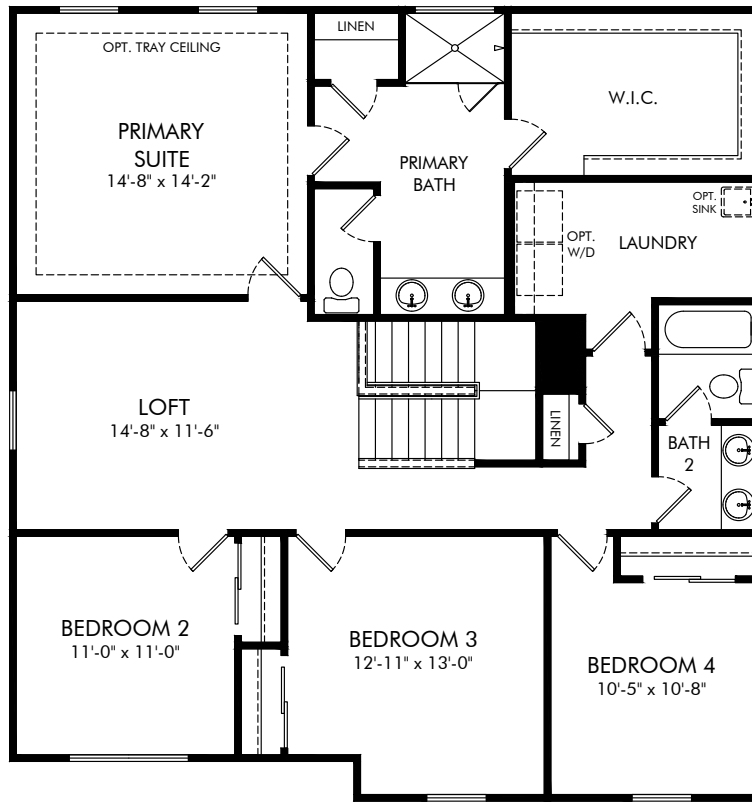 LINEN
OPT. TRAY CEILING
W.I.C.
PRIMARY
SUITE
14'-8" x 14'-2"
PRIMARY
BATH
OPT.
SINK
OPT.
W/D
LAUNDRY
LOFT
14'-8" x 11'-6"
LINEN
BATH
2
BEDROOM 2
11'-0" x 11'-0"
BEDROOM 3
12'-11" x 13'-0"
BEDROOM 4
10'-5" x 10'-8"